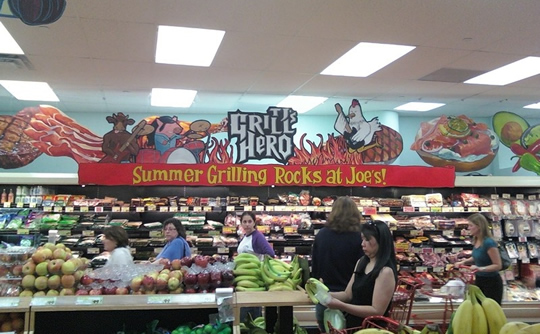 GRILL
HERO
Summer Grilling Rocks at Joe's!